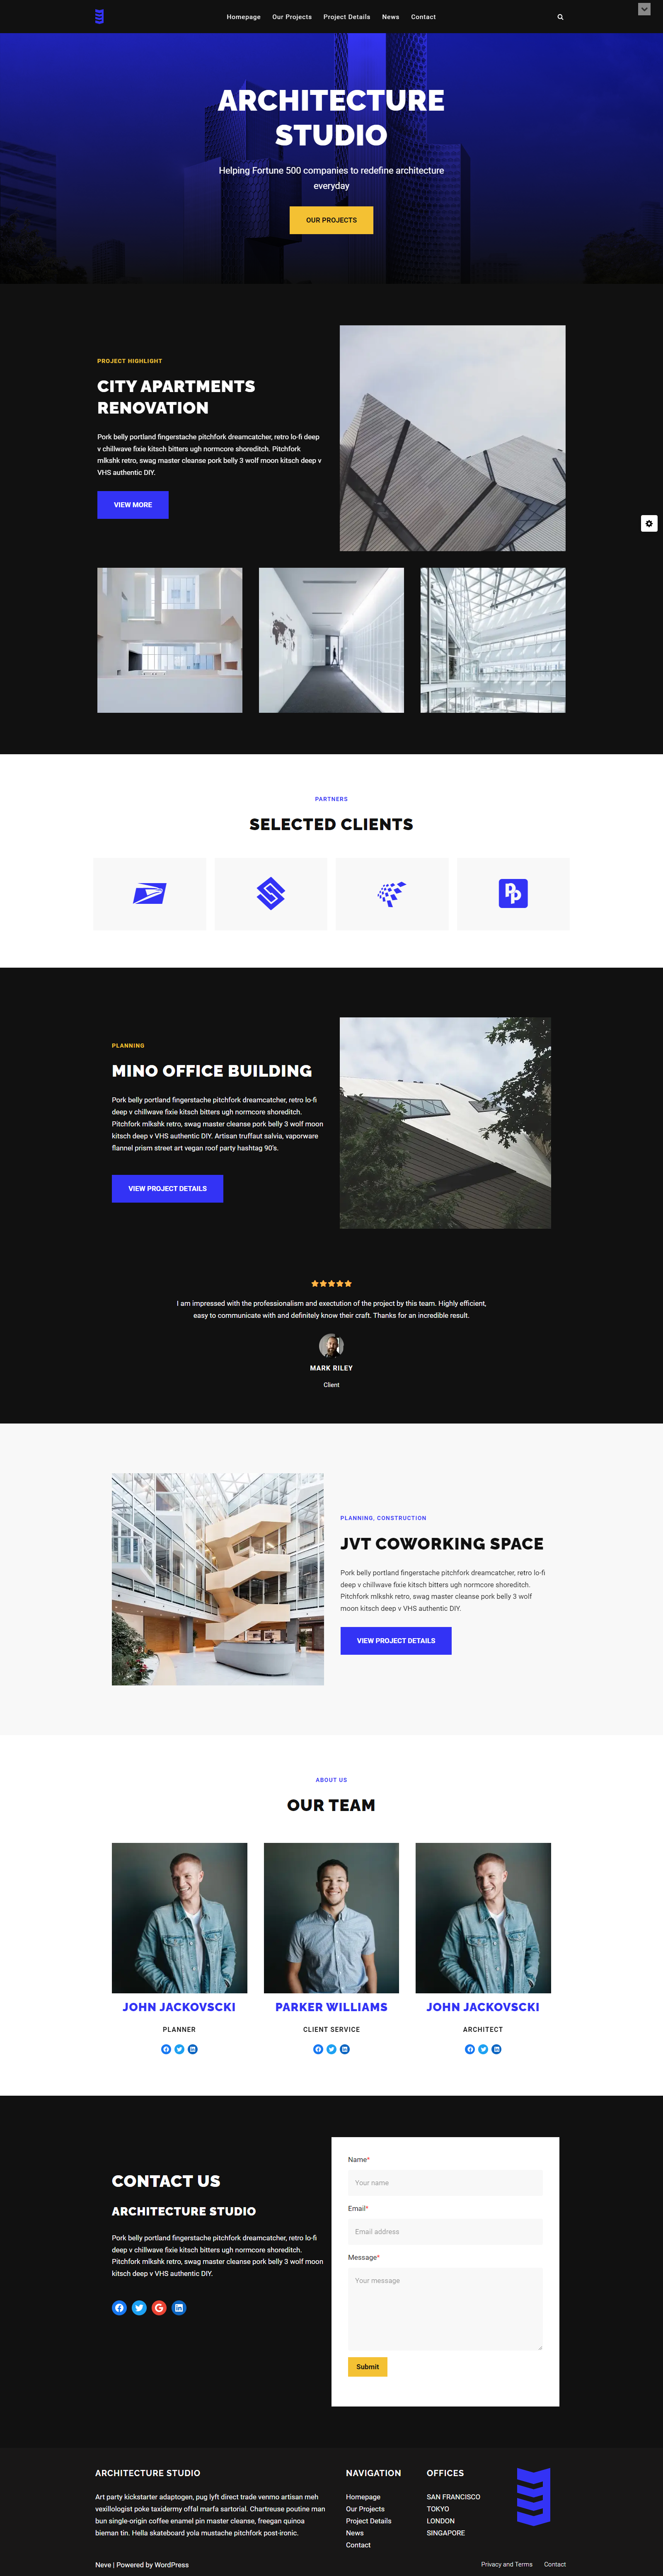 Homepage Our Projects Project Details News Contact
ARCHITECTURE
STUDIO
Helping Fortune 500 companies to redefine architecture
everyday
OUR PROJECTS
PROJECT HIGHLIGHT
CITY APARTMENTS
RENOVATION
Pork belly portland fingerstache pitchfork dreamcatcher, retro lo-fi deep
v chillwave fixie kitsch bitters ugh normcore shoreditch. Pitchfork
mlkshk retro, swag master cleanse pork belly 3 wolf moon kitsch deep v
VHS authentic DIY.
VIEW MORE
PARTNERS
SELECTED CLIENTS
PLANNING
MINO OFFICE BUILDING
Pork belly portland fingerstache pitchfork dreamcatcher, retro lo-fi
deep v chillwave fixie kitsch bitters ugh normcore shoreditch.
Pitchfork mlkshk retro, swag master cleanse pork belly 3 wolf moon
kitsch deep v VHS authentic DIY. Artisan truffaut salvia, vaporware
flannel prism street art vegan roof party hashtag 90's.
VIEW PROJECT DETAILS
I am impressed with the professionalism and exectution of the project by this team. Highly efficient,
easy to communicate with and definitely know their craft. Thanks for an incredible result.
MARK RILEY
Client
PLANNING, CONSTRUCTION
JVT COWORKING SPACE
Pork belly portland fingerstache pitchfork dreamcatcher, retro lo-fi
deep v chillwave fixie kitsch bitters ugh normcore shoreditch.
Pitchfork mlkshk retro, swag master cleanse pork belly 3 wolf
moon kitsch deep v VHS authentic DIY.
VIEW PROJECT DETAILS
ABOUT US
OUR TEAM
JOHN JACKOVSCKI
PLANNER
PARKER WILLIAMS
CLIENT SERVICE
JOHN JACKOVSCKI
ARCHITECT
CONTACT US
ARCHITECTURE STUDIO
Pork belly portland fingerstache pitchfork dreamcatcher, retro lo-fi
deep v chillwave fixie kitsch bitters ugh normcore shoreditch.
Pitchfork mlkshk retro, swag master cleanse pork belly 3 wolf moon
kitsch deep v VHS authentic DIY.
Name*
Your name
Email*
Email address
Message*
Your message
Submit
ARCHITECTURE STUDIO
Art party kickstarter adaptogen, pug lyft direct trade venmo artisan meh
vexillologist poke taxidermy offal marfa sartorial. Chartreuse poutine man
bun single-origin coffee enamel pin master cleanse, freegan quinoa
bieman tin. Hella skateboard yola mustache pitchfork post-ironic.
NAVIGATION
Homepage
Our Projects
Project Details
News
Contact
OFFICES
SAN FRANCISCO
TOKYO
LONDON
SINGAPORE
Neve | Powered by WordPress
Privacy and Terms Contact